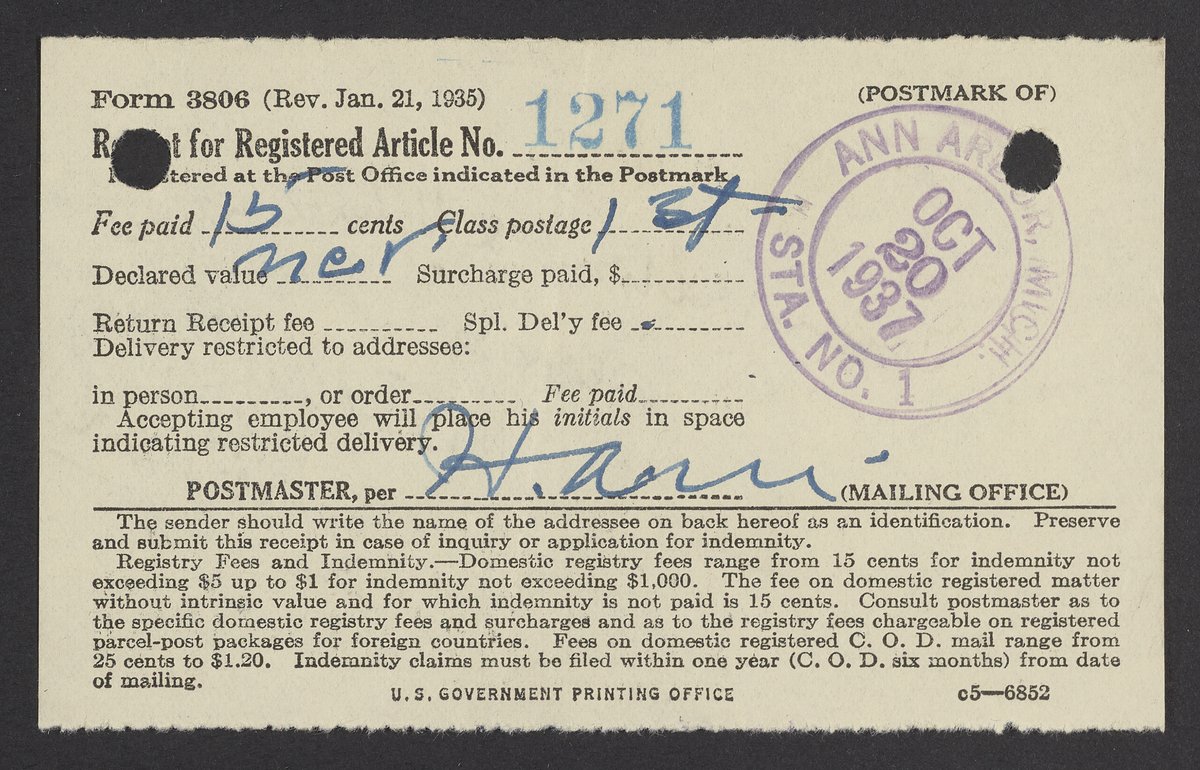 Form 3806 (Rev. Jan. 21, 1935)
(POSTMARK OF)
Receipt for Registered Article No. 1271
Registered at the Post Office indicated in the Postmark
Fee paid 15 cents Class postage 1st
Declared value Surcharge paid, $
Return Receipt fee Spl. Del'y fee
Delivery restricted to addressee:
in person, or order Fee paid
Accepting employee will place his initials in space
indicating restricted delivery.
POSTMASTER, per (MAILING OFFICE)
ANN ARBOR, MICH.
OCT
20
1937
STA. NO. 1
The sender should write the name of the addressee on back hereof as an identification. Preserve
and submit this receipt in case of inquiry or application for indemnity.
Registry Fees and Indemnity.—Domestic registry fees range from 15 cents for indemnity not
exceeding $5 up to $1 for indemnity not exceeding $1,000. The fee on domestic registered matter
without intrinsic value and for which indemnity is not paid is 15 cents. Consult postmaster as to
the specific domestic registry fees and surcharges and as to the registry fees chargeable on registered
parcel-post packages for foreign countries. Fees on domestic registered C. O. D. mail range from
25 cents to $1.20. Indemnity claims must be filed within one year (C. O. D. six months) from date
of mailing.
U. S. GOVERNMENT PRINTING OFFICE
c5—6852